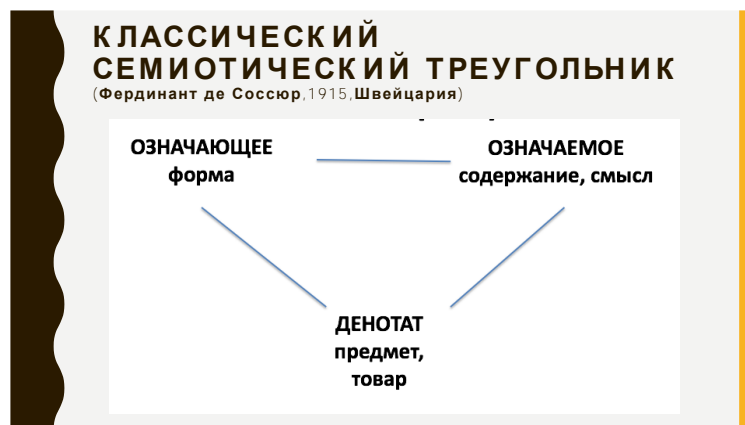 КЛАССИЧЕСКИЙ
СЕМИОТИЧЕСКИЙ ТРЕУГОЛЬНИК
(Фердинант де Соссюр,1915,Швейцария)
ОЗНАЧАЮЩЕЕ
форма
ОЗНАЧАЕМОЕ
содержание, смысл
ДЕНОТАТ
предмет,
товар